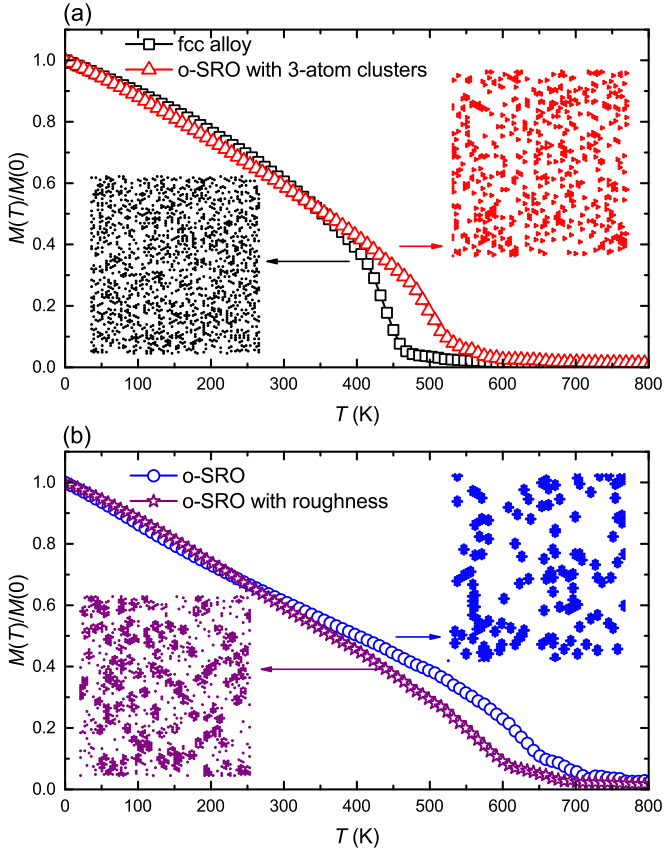 (a)
fcc alloy
o-SRO with 3-atom clusters
M(T)/M(0)
1.0
0.8
0.6
0.4
0.2
0.0
0 100 200 300 400 500 600 700 800
T (K)
(b)
o-SRO
o-SRO with roughness
M(T)/M(0)
1.0
0.8
0.6
0.4
0.2
0.0
0 100 200 300 400 500 600 700 800
T (K)